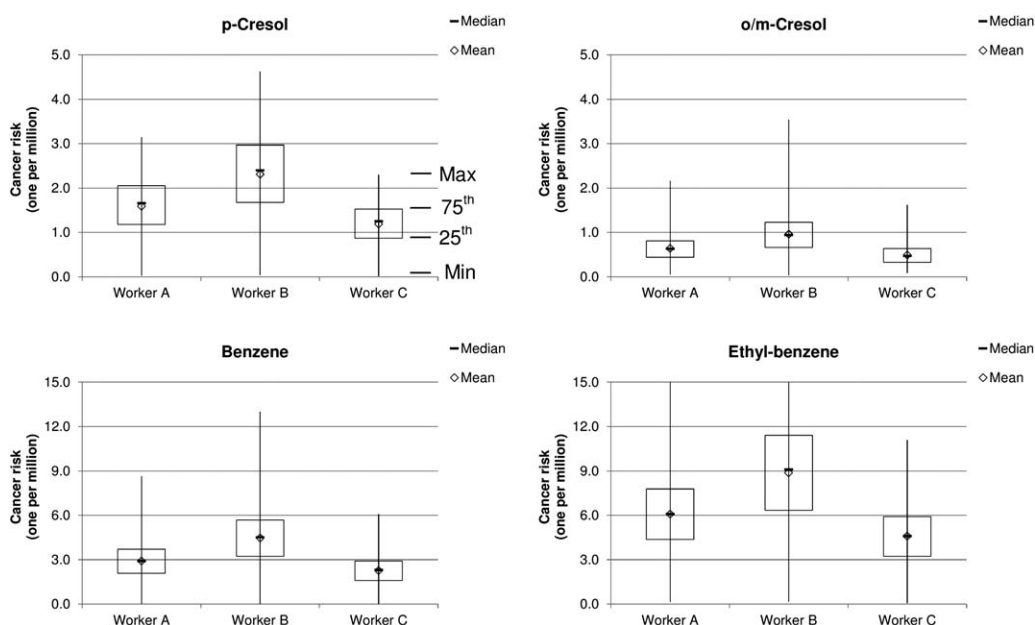 p-Cresol
Median
Mean
Cancer risk
(one per million)
5.0
4.0
3.0
2.0
1.0
0.0
Max
75th
25th
Min
Worker A Worker B Worker C
o/m-Cresol
Median
Mean
Cancer risk
(one per million)
5.0
4.0
3.0
2.0
1.0
0.0
Worker A Worker B Worker C
Benzene
Median
Mean
Cancer risk
(one per million)
15.0
12.0
9.0
6.0
3.0
0.0
Worker A Worker B Worker C
Ethyl-benzene
Median
Mean
Cancer risk
(one per million)
15.0
12.0
9.0
6.0
3.0
0.0
Worker A Worker B Worker C